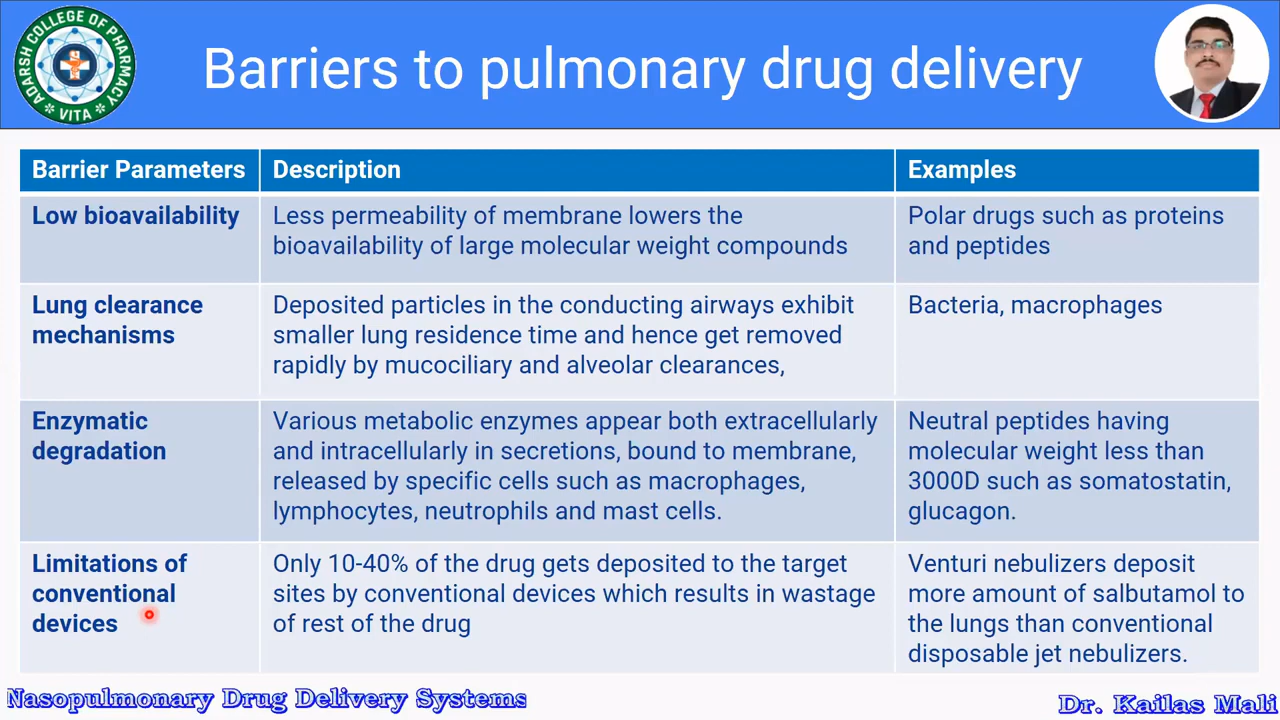 ADARSH COLLEGE OF PHARMACY
VITA
Barriers to pulmonary drug delivery
Barrier Parameters
Description
Examples
Low bioavailability
Less permeability of membrane lowers the
bioavailability of large molecular weight compounds
Polar drugs such as proteins
and peptides
Lung clearance
mechanisms
Deposited particles in the conducting airways exhibit
smaller lung residence time and hence get removed
rapidly by mucociliary and alveolar clearances,
Bacteria, macrophages
Enzymatic
degradation
Various metabolic enzymes appear both extracellularly
and intracellularly in secretions, bound to membrane,
released by specific cells such as macrophages,
lymphocytes, neutrophils and mast cells.
Neutral peptides having
molecular weight less than
3000D such as somatostatin,
glucagon.
Limitations of
conventional
devices
Only 10-40% of the drug gets deposited to the target
sites by conventional devices which results in wastage
of rest of the drug
Venturi nebulizers deposit
more amount of salbutamol to
the lungs than conventional
disposable jet nebulizers.
Nasopulmonary Drug Delivery Systems
Dr. Kailas Mali